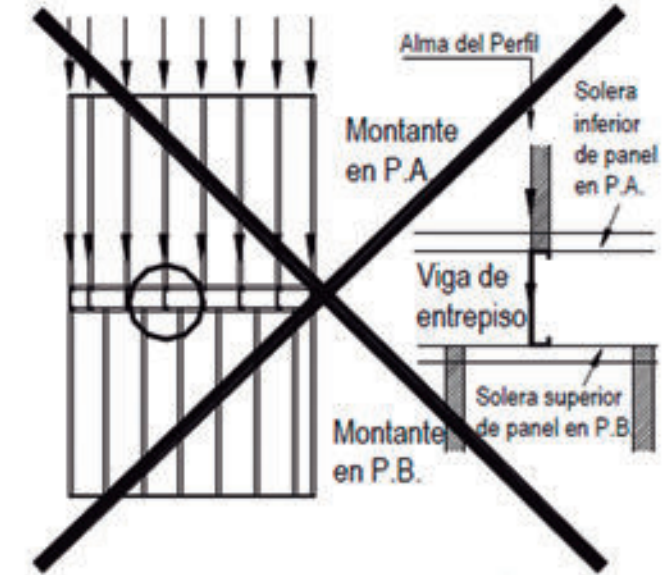 Alma del Perfil
Solera
inferior
de panel
en P.A.
Montante
en P.A
Viga de
entrepiso
Solera superior
de panel en P.B.
Montante
en P.B.